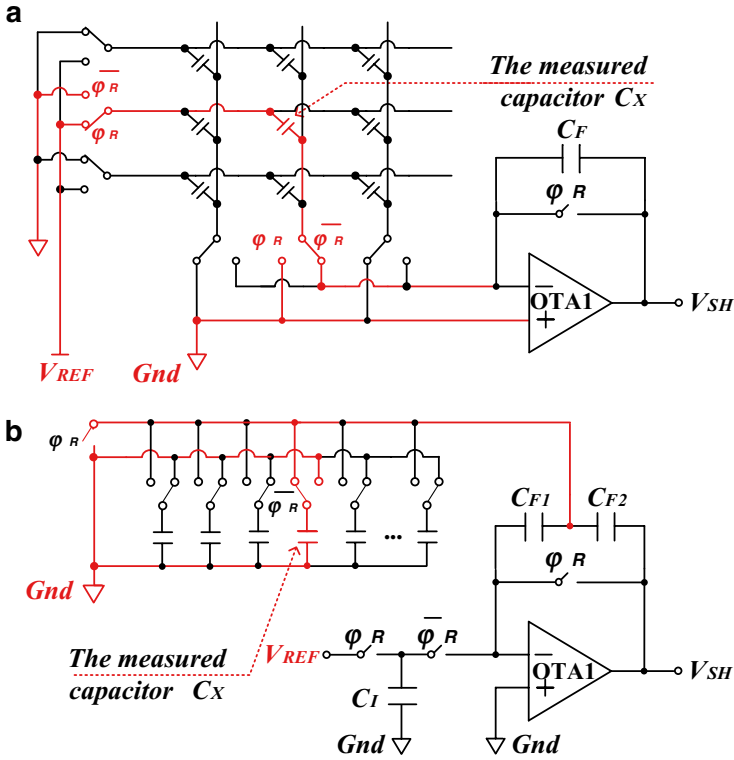 a
The measured
capacitor CX
φR
φR
CF
φR
φR
φR
OTA1
VSH
VREF
Gnd
b
φR
φR
CF1
CF2
φR
Gnd
The measured
capacitor CX
VREF
φR
φR
OTA1
VSH
CI
Gnd
Gnd